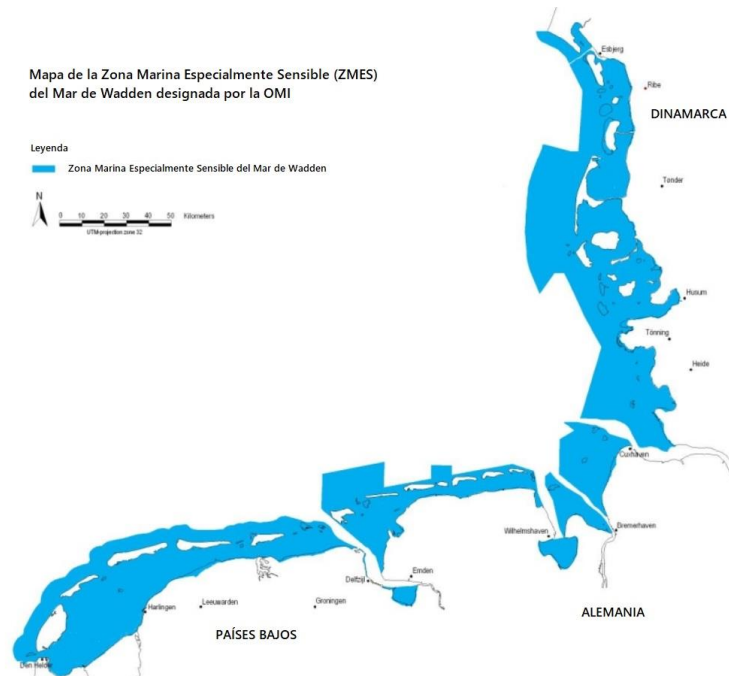 Mapa de la Zona Marina Especialmente Sensible (ZMES)
del Mar de Wadden designada por la OMI
Leyenda
Zona Marina Especialmente Sensible del Mar de Wadden
N
0 10 20 30 40 50 Kilometers
UTM-projection zone 32
Esbjerg
Ribe
DINAMARCA
Tønder
Husum
Tönning
Heide
Cuxhaven
Wilhelmshaven
Bremerhaven
Emden
Delfzijl
Harlingen
Leeuwarden
Groningen
ALEMANIA
PAÍSES BAJOS
Den Helder